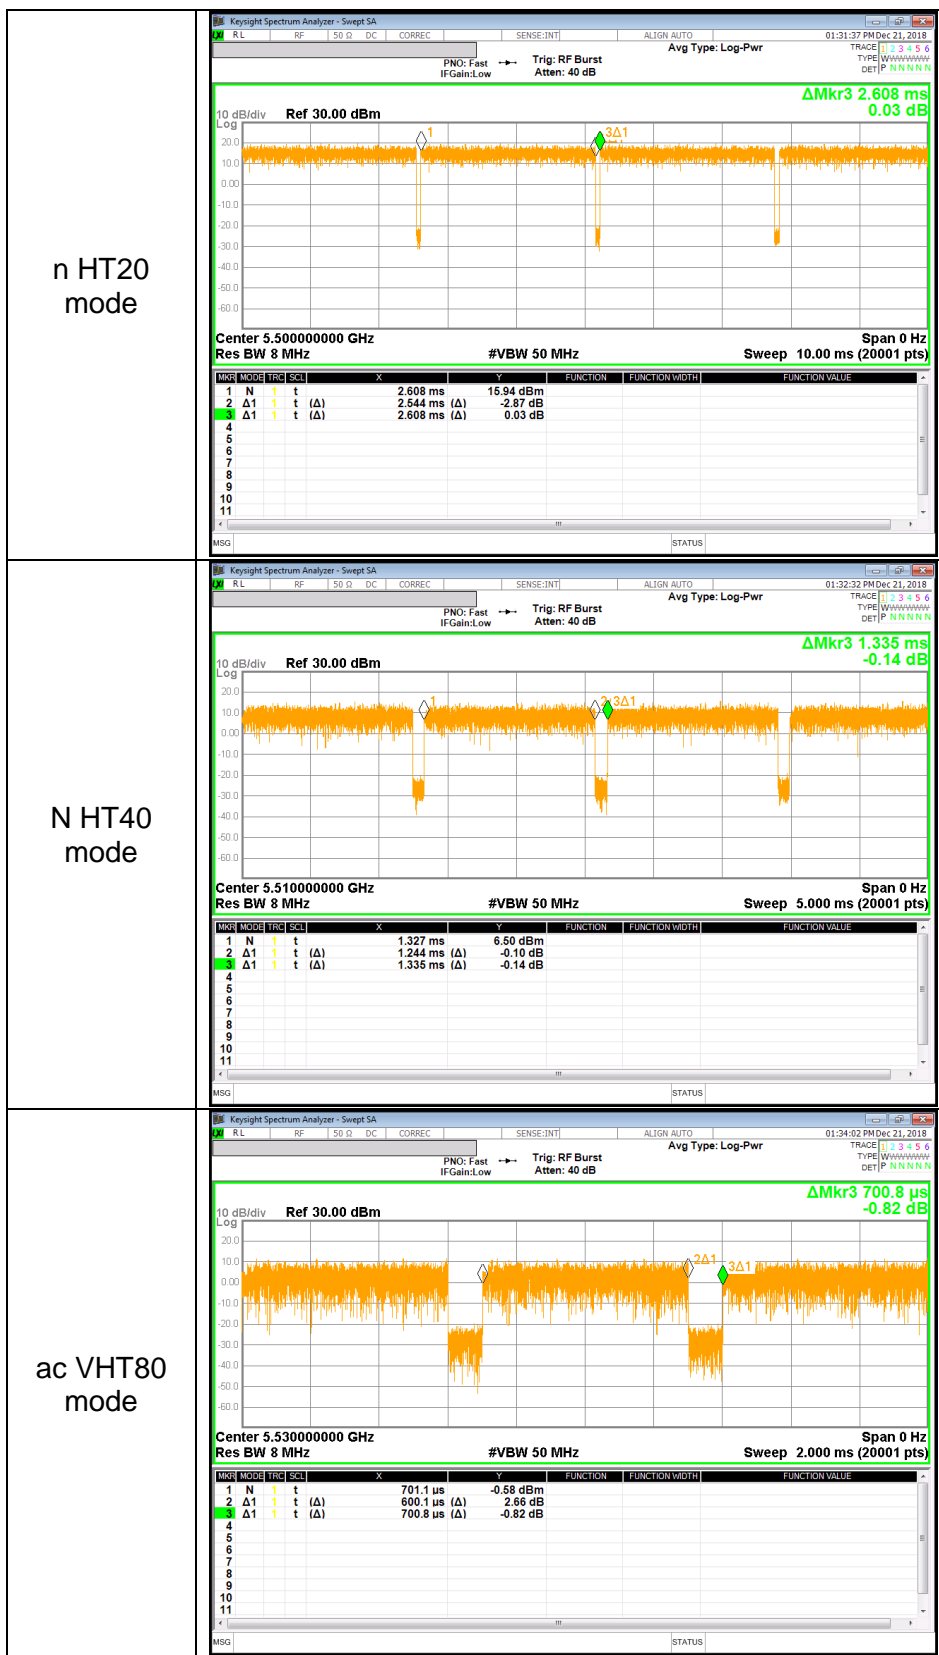 n HT20
mode
Keysight Spectrum Analyzer - Swept SA
LXI RL RF 50 Ω DC CORREC SENSE:INT ALIGN AUTO 01:31:37 PM Dec 21, 2018
Avg Type: Log-Pwr
TRACE 1 2 3 4 5 6
PNO: Fast Trig: RF Burst
TYPE WWWWWW
IFGain:Low Atten: 40 dB
DET P N N N N N
ΔMkr3 2.608 ms
0.03 dB
10 dB/div Ref 30.00 dBm
Log
20.0
10.0
0.00
-10.0
-20.0
-30.0
-40.0
-50.0
-60.0
1
3Δ1
Center 5.500000000 GHz Span 0 Hz
Res BW 8 MHz #VBW 50 MHz Sweep 10.00 ms (20001 pts)
MKR MODE TRC SCL X Y FUNCTION FUNCTION WIDTH FUNCTION VALUE
1 N 1 t 2.608 ms 15.94 dBm
2 Δ1 1 t (Δ) 2.544 ms (Δ) -2.87 dB
3 Δ1 1 t (Δ) 2.608 ms (Δ) 0.03 dB
4
5
6
7
8
9
10
11
MSG STATUS
N HT40
mode
Keysight Spectrum Analyzer - Swept SA
LXI RL RF 50 Ω DC CORREC SENSE:INT ALIGN AUTO 01:32:32 PM Dec 21, 2018
Avg Type: Log-Pwr
TRACE 1 2 3 4 5 6
PNO: Fast Trig: RF Burst
TYPE WWWWWW
IFGain:Low Atten: 40 dB
DET P N N N N N
ΔMkr3 1.335 ms
-0.14 dB
10 dB/div Ref 30.00 dBm
Log
20.0
10.0
0.00
-10.0
-20.0
-30.0
-40.0
-50.0
-60.0
1
3Δ1
Center 5.510000000 GHz Span 0 Hz
Res BW 8 MHz #VBW 50 MHz Sweep 5.000 ms (20001 pts)
MKR MODE TRC SCL X Y FUNCTION FUNCTION WIDTH FUNCTION VALUE
1 N 1 t 1.327 ms 6.50 dBm
2 Δ1 1 t (Δ) 1.244 ms (Δ) -0.10 dB
3 Δ1 1 t (Δ) 1.335 ms (Δ) -0.14 dB
4
5
6
7
8
9
10
11
MSG STATUS
ac VHT80
mode
Keysight Spectrum Analyzer - Swept SA
LXI RL RF 50 Ω DC CORREC SENSE:INT ALIGN AUTO 01:34:02 PM Dec 21, 2018
Avg Type: Log-Pwr
TRACE 1 2 3 4 5 6
PNO: Fast Trig: RF Burst
TYPE WWWWWW
IFGain:Low Atten: 40 dB
DET P N N N N N
ΔMkr3 700.8 µs
-0.82 dB
10 dB/div Ref 30.00 dBm
Log
20.0
10.0
0.00
-10.0
-20.0
-30.0
-40.0
-50.0
-60.0
2Δ1
3Δ1
Center 5.530000000 GHz Span 0 Hz
Res BW 8 MHz #VBW 50 MHz Sweep 2.000 ms (20001 pts)
MKR MODE TRC SCL X Y FUNCTION FUNCTION WIDTH FUNCTION VALUE
1 N 1 t 701.1 µs -0.58 dBm
2 Δ1 1 t (Δ) 600.1 µs (Δ) 2.66 dB
3 Δ1 1 t (Δ) 700.8 µs (Δ) -0.82 dB
4
5
6
7
8
9
10
11
MSG STATUS